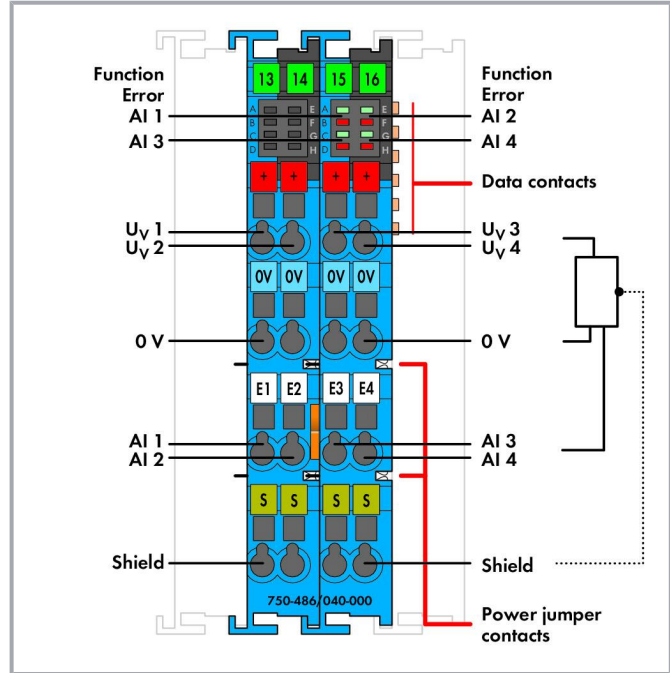 13 14 15 16
Function
Error
Function
Error
A E A E
B F B F
C G C G
D H D H
AI 1
AI 2
AI 3
AI 4
+ + + +
Data contacts
UV 1
UV 2
UV 3
UV 4
0V 0V 0V 0V
0 V
0 V
E1 E2 E3 E4
AI 1
AI 2
AI 3
AI 4
S S S S
Shield
Shield
750-486/040-000
Power jumper
contacts